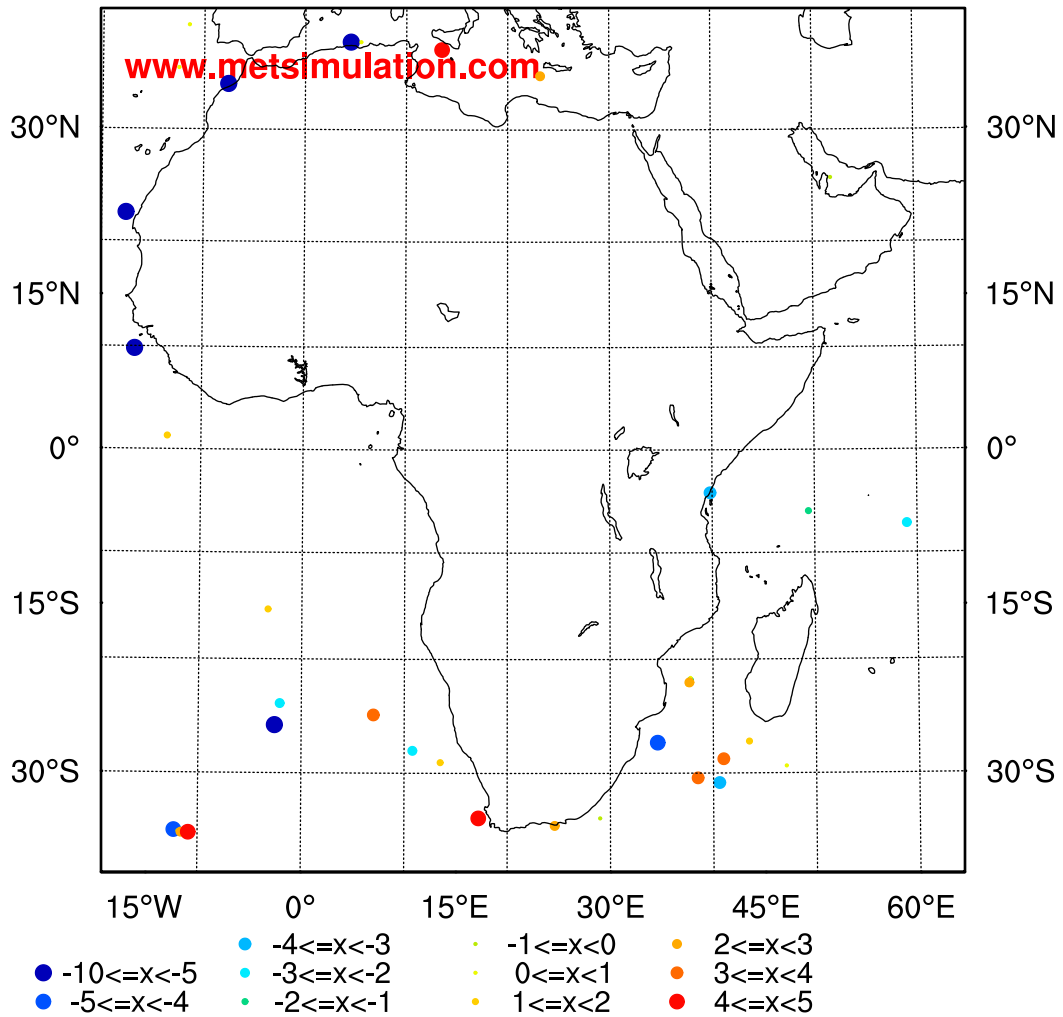 www.metsimulation.com
30°N 30°N
15°N 15°N
0° 0°
15°S 15°S
30°S 30°S
15°W 0° 15°E 30°E 45°E 60°E
-4<=x<-3 -1<=x<0 2<=x<3
-10<=x<-5 -3<=x<-2 0<=x<1 3<=x<4
-5<=x<-4 -2<=x<-1 1<=x<2 4<=x<5